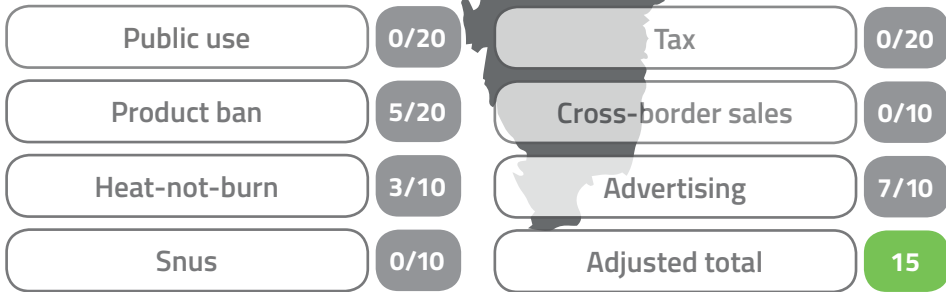 Public use 0/20 Tax 0/20
Product ban 5/20 Cross-border sales 0/10
Heat-not-burn 3/10 Advertising 7/10
Snus 0/10 Adjusted total 15